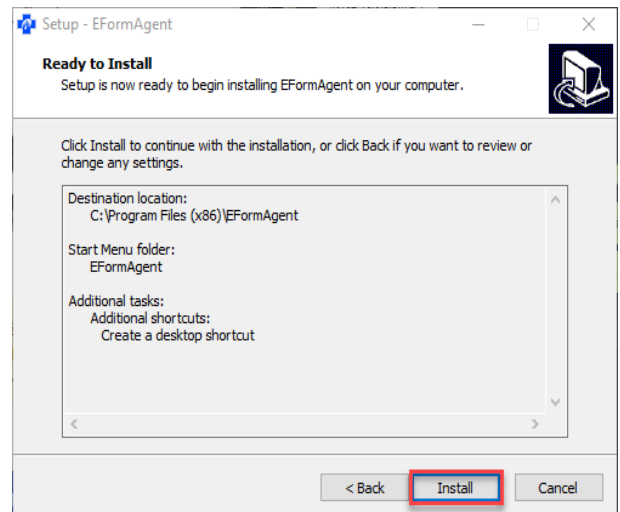 Setup - EFormAgent
Ready to Install
Setup is now ready to begin installing EFormAgent on your computer.
Click Install to continue with the installation, or click Back if you want to review or
change any settings.
Destination location:
C:\Program Files (x86)\EFormAgent
Start Menu folder:
EFormAgent
Additional tasks:
Additional shortcuts:
Create a desktop shortcut
< Back
Install
Cancel